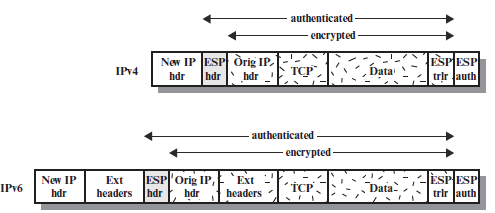 authenticated
encrypted
IPv4
New IP hdr
ESP hdr
Orig IP hdr
TCP
Data
ESP trlr
ESP auth
authenticated
encrypted
IPv6
New IP hdr
Ext headers
ESP hdr
Orig IP hdr
Ext headers
TCP
Data
ESP trlr
ESP auth